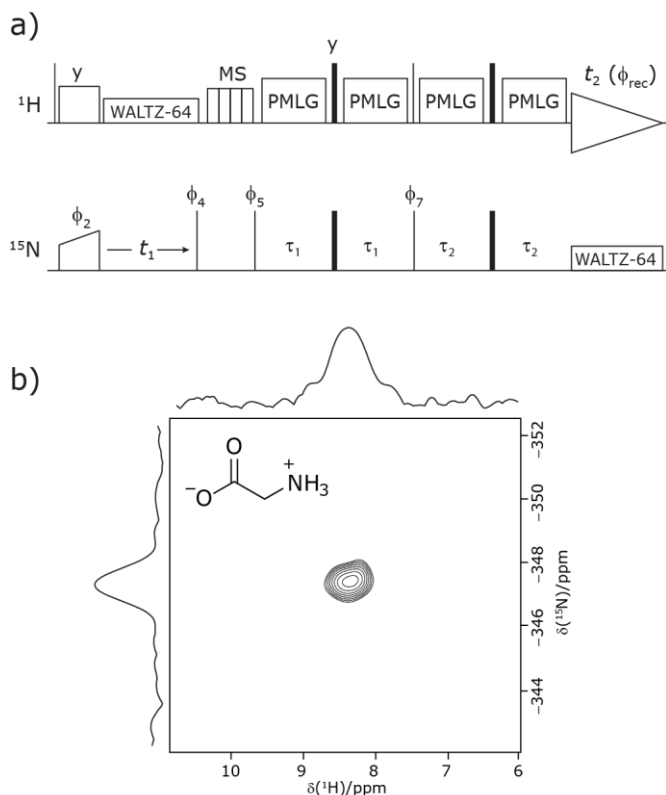 a)
y MS y t₂ (ϕrec)
¹H WALTZ-64 PMLG PMLG PMLG PMLG
ϕ₂ ϕ₄ ϕ₅ ϕ₇
¹⁵N t₁ τ₁ τ₁ τ₂ τ₂ WALTZ-64
b)
O
⁻O NH₃
+
−352
−350
−348
−346
−344
δ(¹⁵N)/ppm
10 9 8 7 6
δ(¹H)/ppm